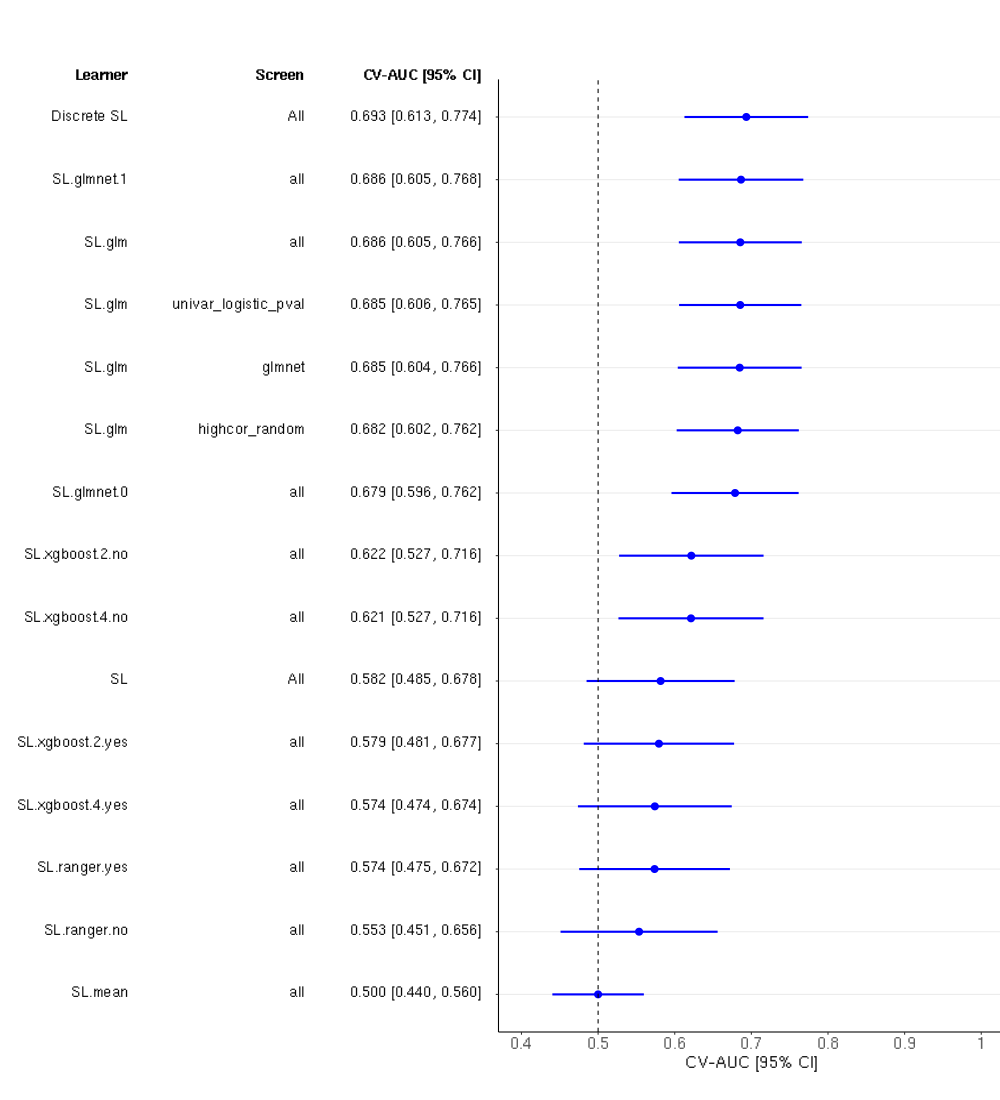 Learner Screen CV-AUC [95% CI]
Discrete SL All 0.693 [0.613, 0.774]
SL.glmnet.1 all 0.686 [0.605, 0.768]
SL.glm all 0.686 [0.605, 0.766]
SL.glm univar_logistic_pval 0.685 [0.606, 0.765]
SL.glm glmnet 0.685 [0.604, 0.766]
SL.glm highcor_random 0.682 [0.602, 0.762]
SL.glmnet.0 all 0.679 [0.596, 0.762]
SL.xgboost.2.no all 0.622 [0.527, 0.716]
SL.xgboost.4.no all 0.621 [0.527, 0.716]
SL All 0.582 [0.485, 0.678]
SL.xgboost.2.yes all 0.579 [0.481, 0.677]
SL.xgboost.4.yes all 0.574 [0.474, 0.674]
SL.ranger.yes all 0.574 [0.475, 0.672]
SL.ranger.no all 0.553 [0.451, 0.656]
SL.mean all 0.500 [0.440, 0.560]
0.4 0.5 0.6 0.7 0.8 0.9 1
CV-AUC [95% CI]